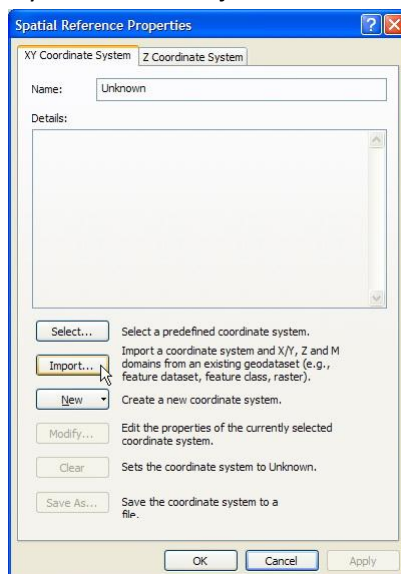 Spatial Reference Properties
XY Coordinate System Z Coordinate System
Name: Unknown
Details:
Select... Select a predefined coordinate system.
Import a coordinate system and X/Y, Z and M
Import... domains from an existing geodataset (e.g.,
feature dataset, feature class, raster).
New Create a new coordinate system.
Modify... Edit the properties of the currently selected
coordinate system.
Clear Sets the coordinate system to Unknown.
Save As... Save the coordinate system to a
file.
OK Cancel Apply